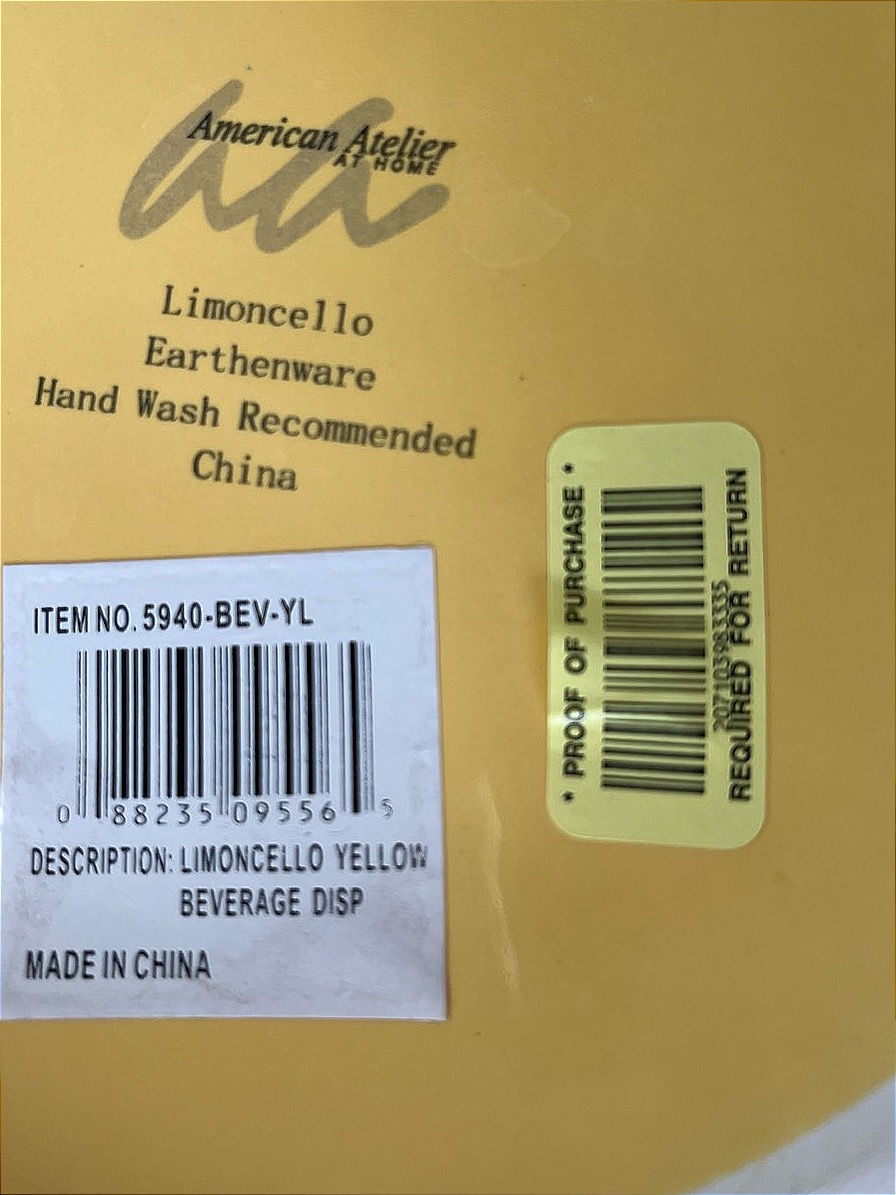 American Atelier
AT HOME
Limoncello
Earthenware
Hand Wash Recommended
China
ITEM NO. 5940-BEV-YL
0 88235 09556 5
DESCRIPTION: LIMONCELLO YELLOW
BEVERAGE DISP
MADE IN CHINA
* PROOF OF PURCHASE *
207103983335
REQUIRED FOR RETURN